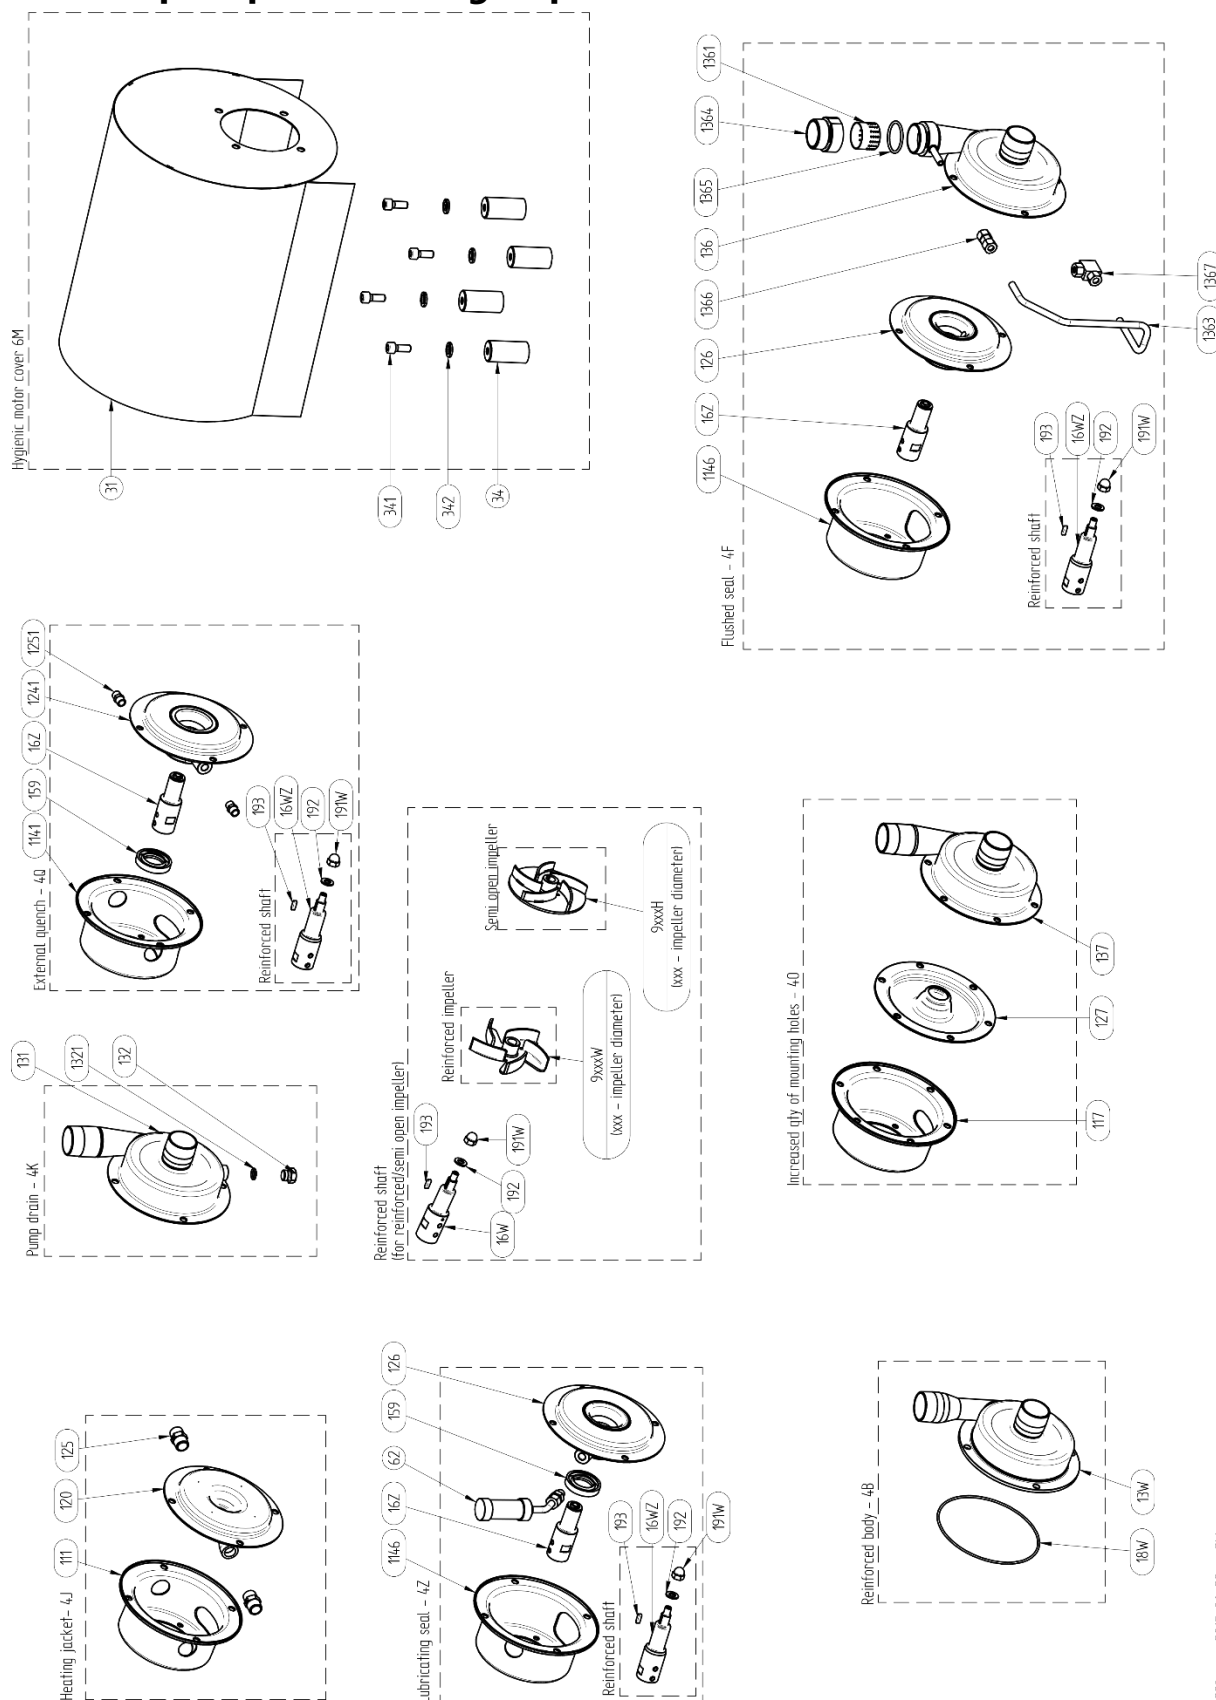 Hygienic motor cover 6M
31
341
342
34
1361
1364
1365
136
1366
126
16Z
1146
1367
1363
Flushed seal - 4F
Reinforced shaft
193
16WZ
192
191W
External quench - 4Q
1251
1241
16Z
159
1141
Reinforced shaft
193
16WZ
192
191W
Pump drain - 4K
131
1321
132
Reinforced shaft
(for reinforced/semi open impeller)
193
191W
192
16W
Reinforced impeller
9xxxW
(xxx - impeller diameter)
Semi open impeller
9xxxH
(xxx - impeller diameter)
Increased qty of mounting holes - 4O
137
127
117
Heating jacket- 4J
125
120
111
Lubricating seal - 4Z
126
159
62
16Z
1146
Reinforced shaft
193
16WZ
192
191W
Reinforced body - 4B
13W
18W